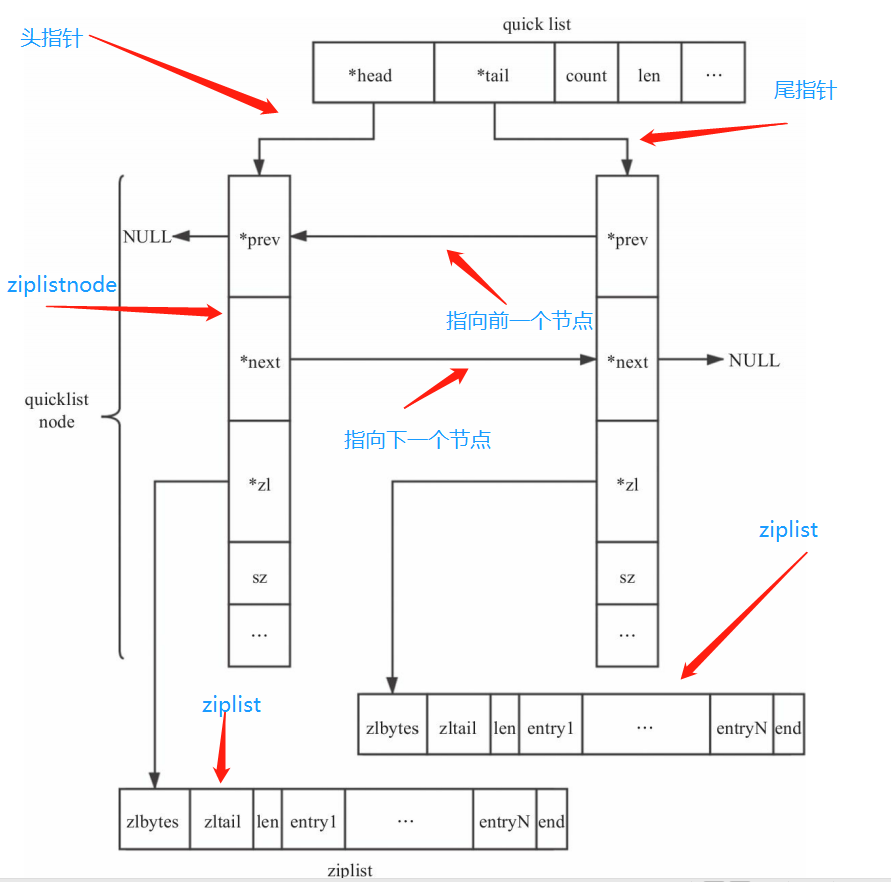 quick list
头指针
*head *tail count len ...
尾指针
NULL *prev *prev
ziplistnode
指向前一个节点
*next *next NULL
quicklist
node
指向下一个节点
*zl *zl
ziplist
sz sz
... ...
ziplist
zlbytes zltail len entry1 ... entryN end
zlbytes zltail len entry1 ... entryN end
ziplist